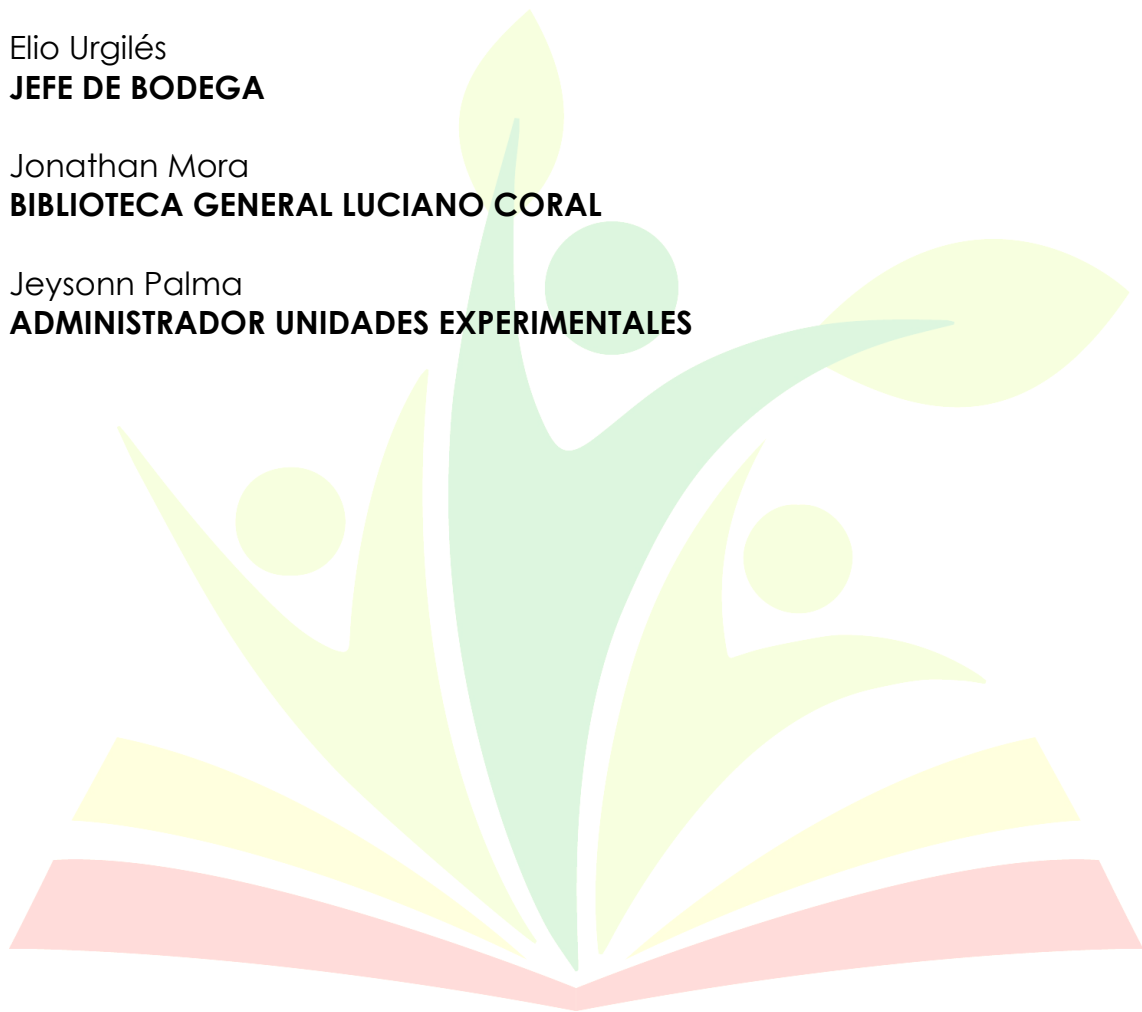 Elio Urgilés
JEFE DE BODEGA
Jonathan Mora
BIBLIOTECA GENERAL LUCIANO CORAL
Jeysonn Palma
ADMINISTRADOR UNIDADES EXPERIMENTALES